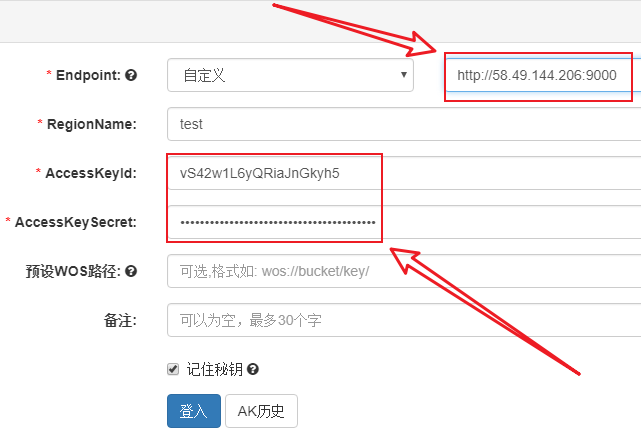 * Endpoint: 自定义 http://58.49.144.206:9000
* RegionName: test
* AccessKeyId: vS42w1L6yQRiaJnGkyh5
* AccessKeySecret: ••••••••••••••••••••••••••••••••••••••••
预设WOS路径: 可选,格式如: wos://bucket/key/
备注: 可以为空，最多30个字
记住秘钥
登入 AK历史